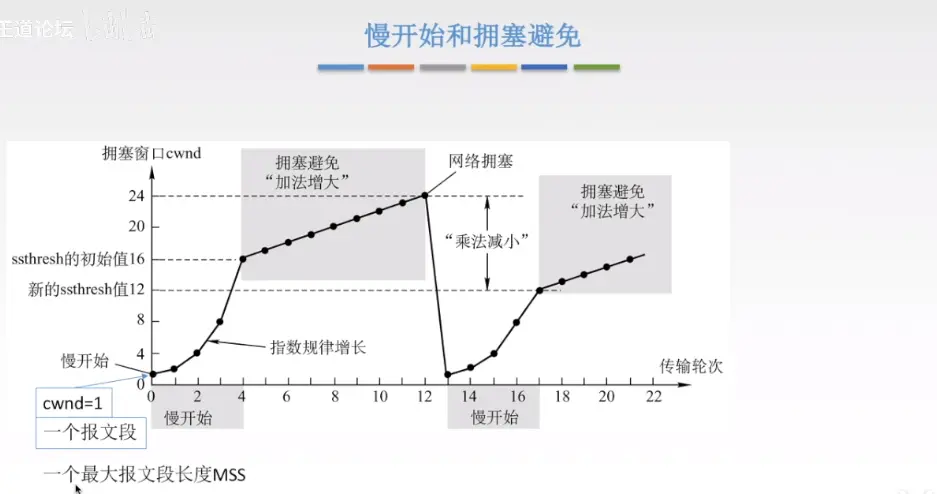 王道论坛
慢开始和拥塞避免
拥塞窗口cwnd
拥塞避免
“加法增大”
网络拥塞
拥塞避免
“加法增大”
24
20
ssthresh的初始值16
“乘法减小”
新的ssthresh值12
8
指数规律增长
4
慢开始
传输轮次
0
0 2 4 6 8 10 12 14 16 18 20 22
cwnd=1
慢开始
慢开始
一个报文段
一个最大报文段长度MSS